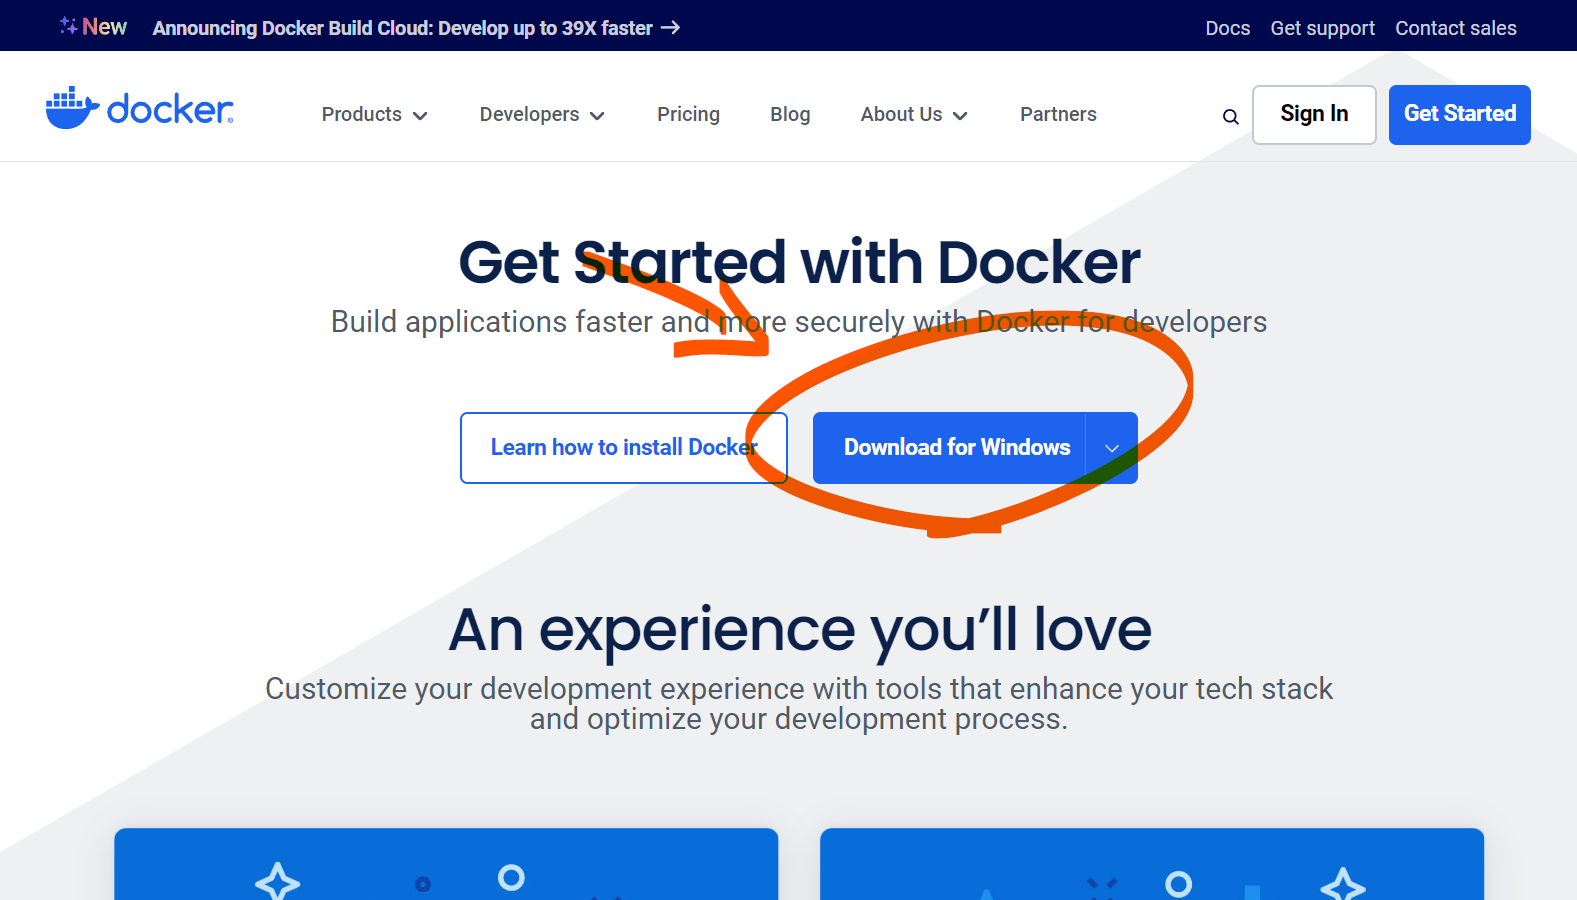 New Announcing Docker Build Cloud: Develop up to 39X faster → Docs Get support Contact sales
docker® Products Developers Pricing Blog About Us Partners Sign In Get Started
Get Started with Docker
Build applications faster and more securely with Docker for developers
Learn how to install Docker Download for Windows
An experience you’ll love
Customize your development experience with tools that enhance your tech stack
and optimize your development process.